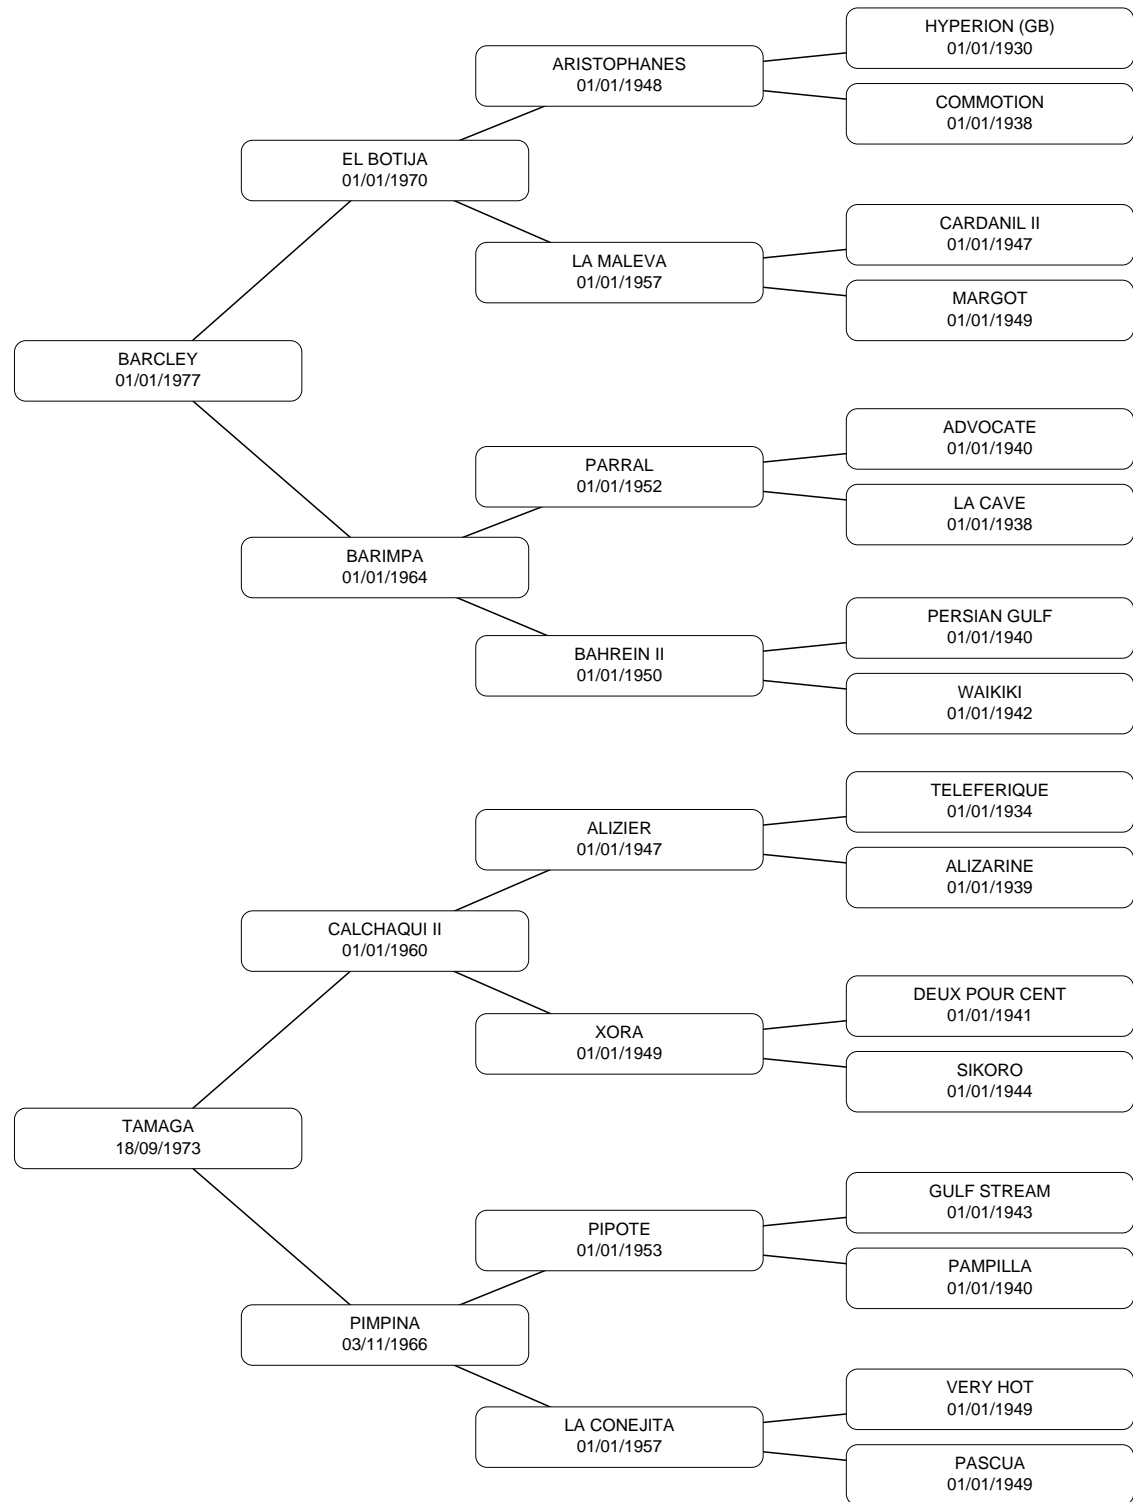 HYPERION (GB)
01/01/1930
ARISTOPHANES
01/01/1948
COMMOTION
01/01/1938
EL BOTIJA
01/01/1970
CARDANIL II
01/01/1947
LA MALEVA
01/01/1957
MARGOT
01/01/1949
BARCLEY
01/01/1977
ADVOCATE
01/01/1940
PARRAL
01/01/1952
LA CAVE
01/01/1938
BARIMPA
01/01/1964
PERSIAN GULF
01/01/1940
BAHREIN II
01/01/1950
WAIKIKI
01/01/1942
TELEFERIQUE
01/01/1934
ALIZIER
01/01/1947
ALIZARINE
01/01/1939
CALCHAQUI II
01/01/1960
DEUX POUR CENT
01/01/1941
XORA
01/01/1949
SIKORO
01/01/1944
TAMAGA
18/09/1973
GULF STREAM
01/01/1943
PIPOTE
01/01/1953
PAMPILLA
01/01/1940
PIMPINA
03/11/1966
VERY HOT
01/01/1949
LA CONEJITA
01/01/1957
PASCUA
01/01/1949